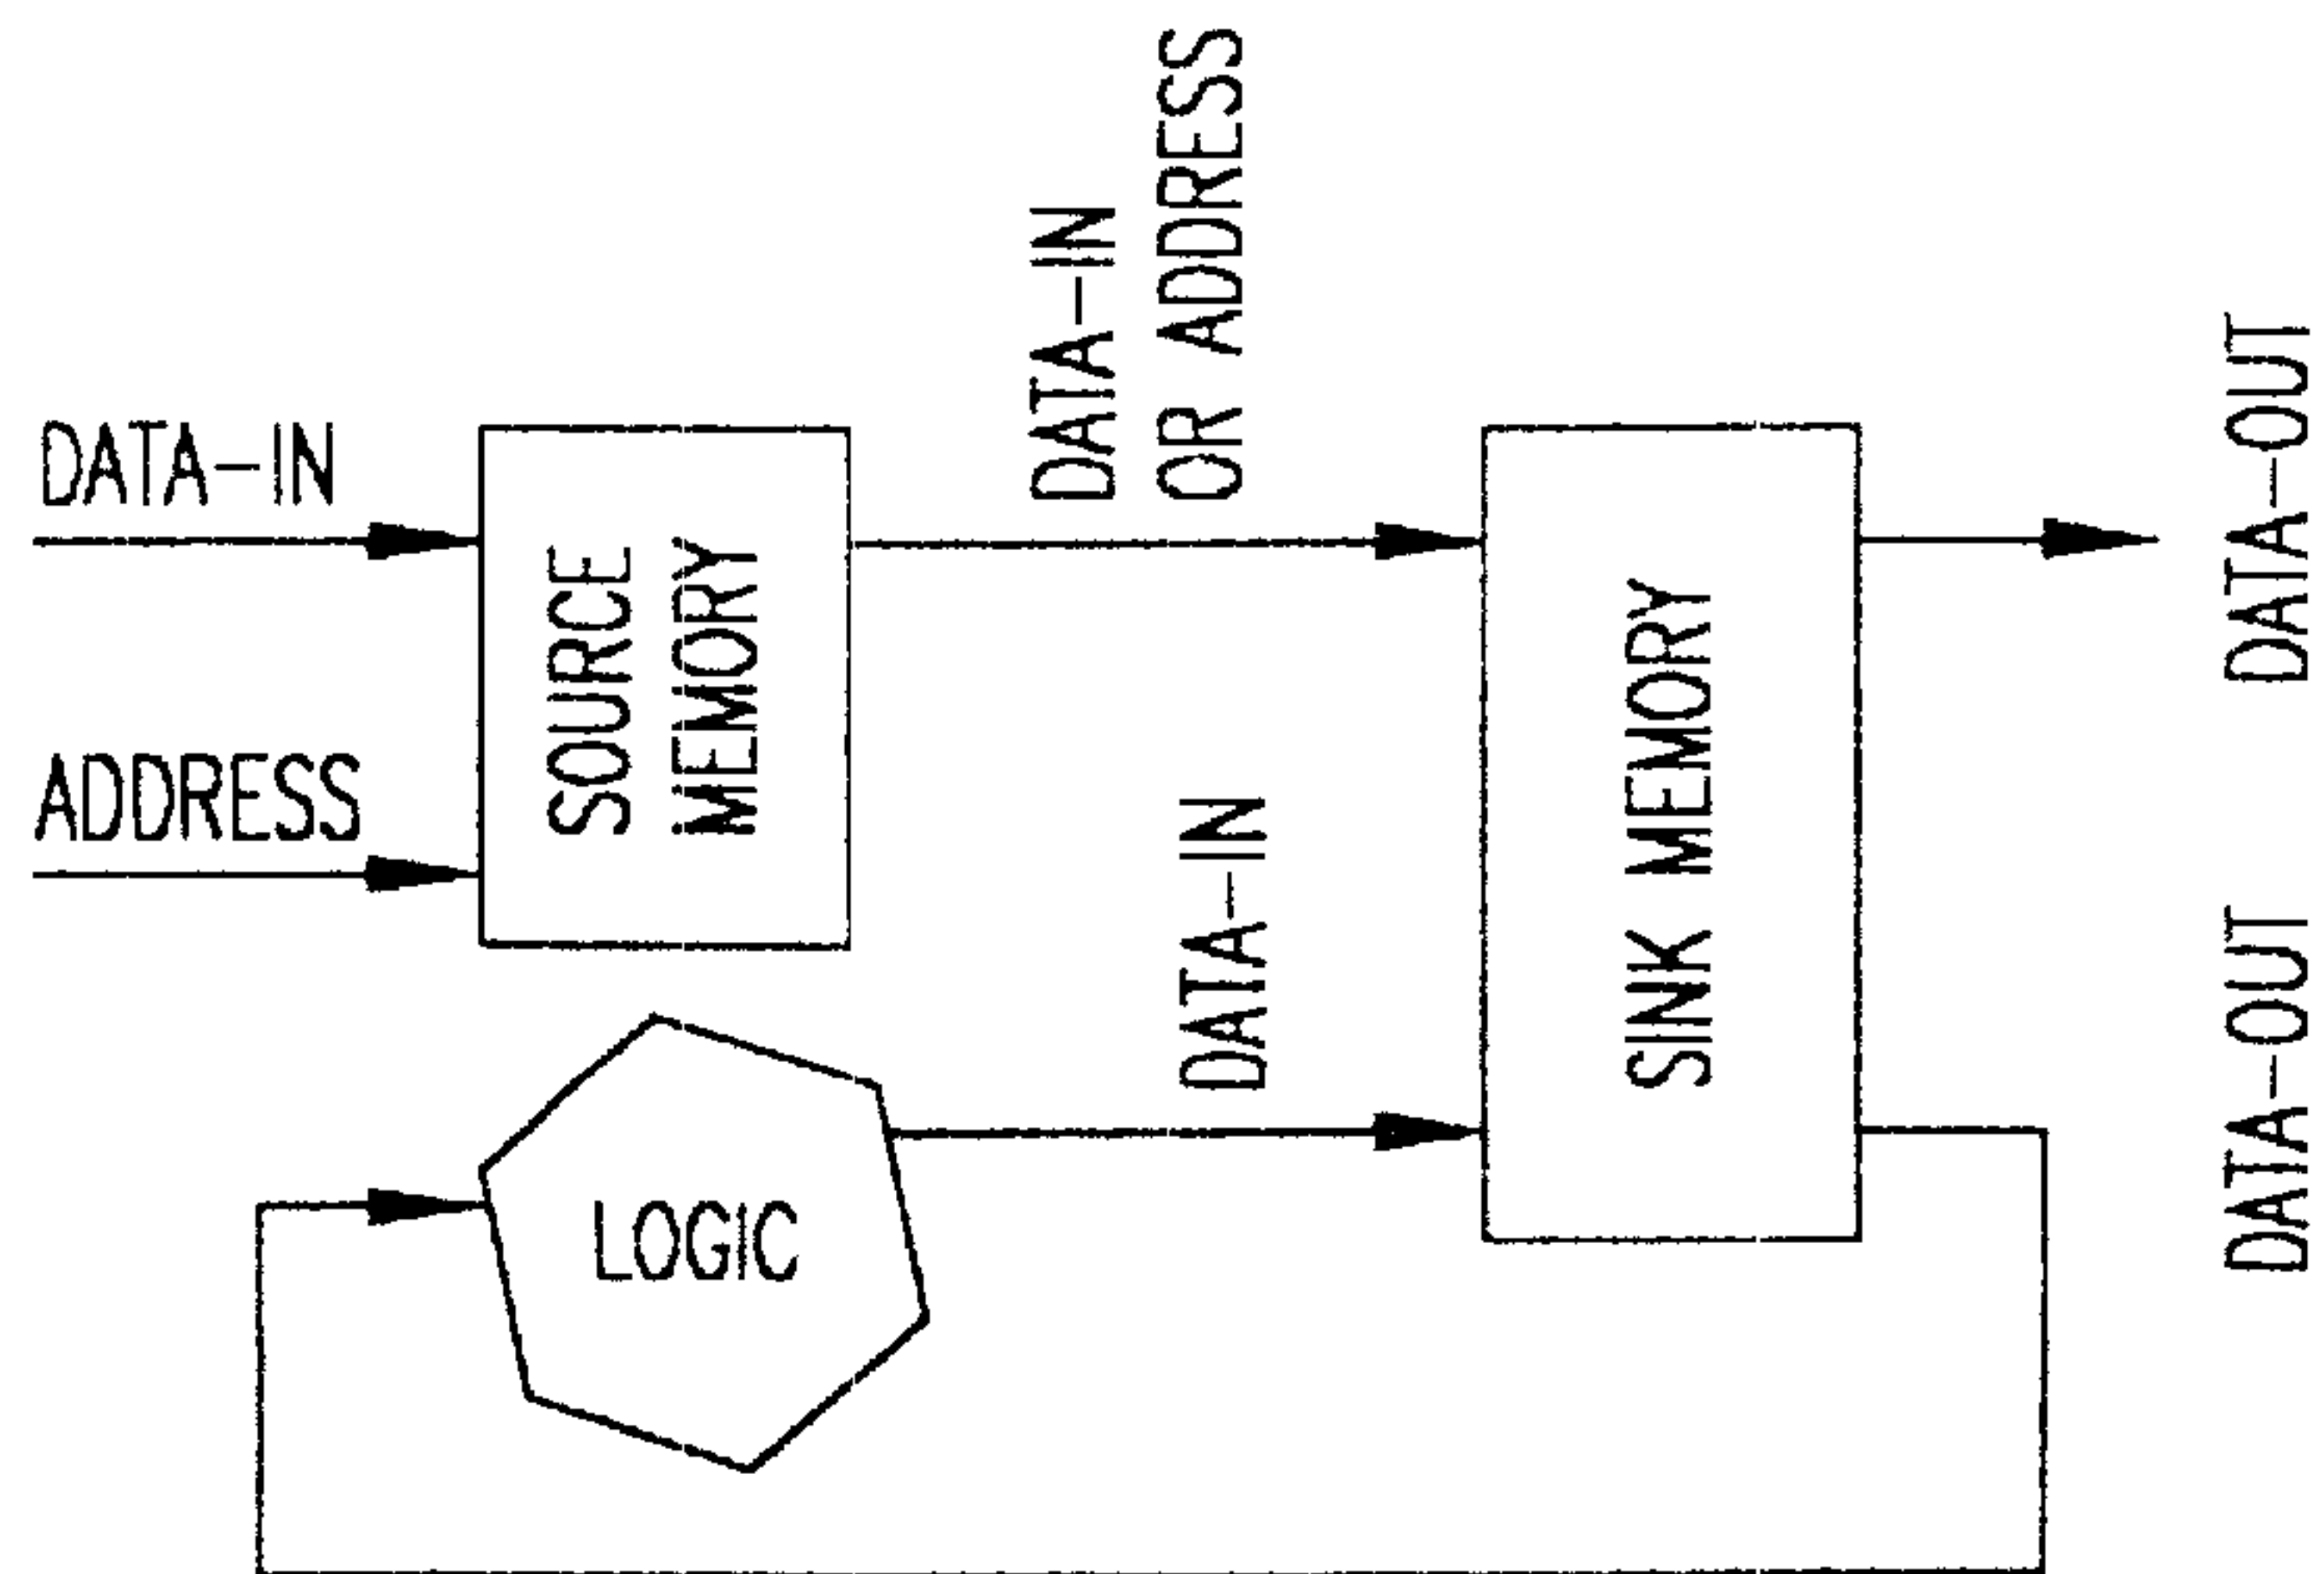 DATA-IN
ADDRESS
SOURCE
MEMORY
DATA-IN
OR ADDRESS
LOGIC
DATA-IN
SINK MEMORY
DATA-OUT
DATA-OUT